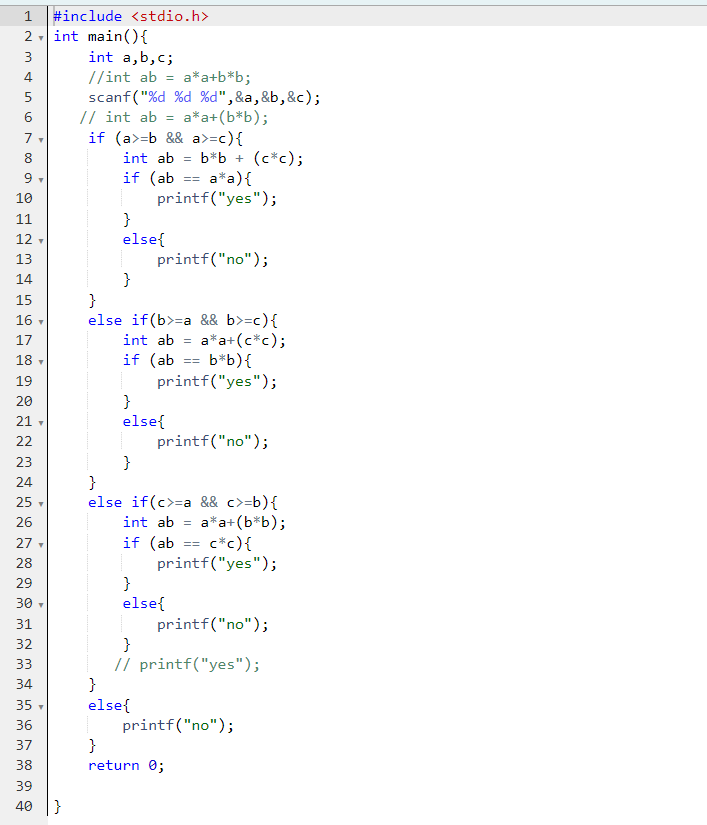 1 #include <stdio.h>
2 int main(){
3     int a,b,c;
4     //int ab = a*a+b*b;
5     scanf("%d %d %d",&a,&b,&c);
6    // int ab = a*a+(b*b);
7     if (a>=b && a>=c){
8         int ab = b*b + (c*c);
9         if (ab == a*a){
10             printf("yes");
11         }
12         else{
13             printf("no");
14         }
15     }
16     else if(b>=a && b>=c){
17         int ab = a*a+(c*c);
18         if (ab == b*b){
19             printf("yes");
20         }
21         else{
22             printf("no");
23         }
24     }
25     else if(c>=a && c>=b){
26         int ab = a*a+(b*b);
27         if (ab == c*c){
28             printf("yes");
29         }
30         else{
31             printf("no");
32         }
33        // printf("yes");
34     }
35     else{
36         printf("no");
37     }
38     return 0;
39
40 }